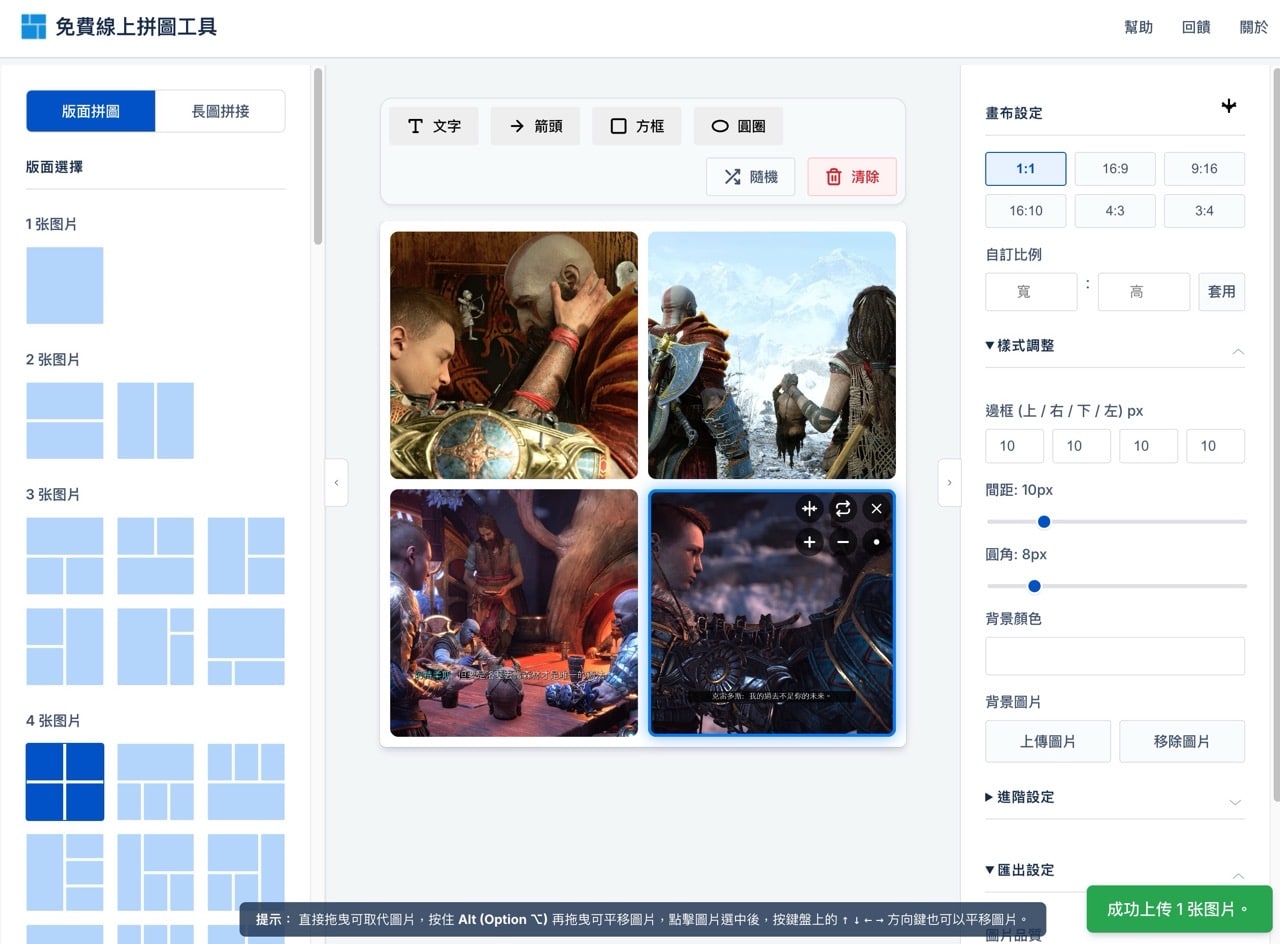 免費線上拼圖工具
幫助 回饋 關於
版面拼圖 長圖拼接
版面選擇
1 张图片
2 张图片
3 张图片
4 张图片
文字 箭頭 方框 圓圈
隨機 清除
克雷多斯: 我的過去不是你的未來。
畫布設定
1:1 16:9 9:16
16:10 4:3 3:4
自訂比例
寬 : 高 套用
▼樣式調整
邊框 (上 / 右 / 下 / 左) px
10 10 10 10
間距: 10px
圓角: 8px
背景顏色
背景圖片
上傳圖片 移除圖片
▶進階設定
▼匯出設定
圖片品質
提示： 直接拖曳可取代圖片，按住 Alt (Option ⌥) 再拖曳可平移圖片，點擊圖片選中後，按鍵盤上的 ↑ ↓ ← → 方向鍵也可以平移圖片。
成功上传 1 张图片。